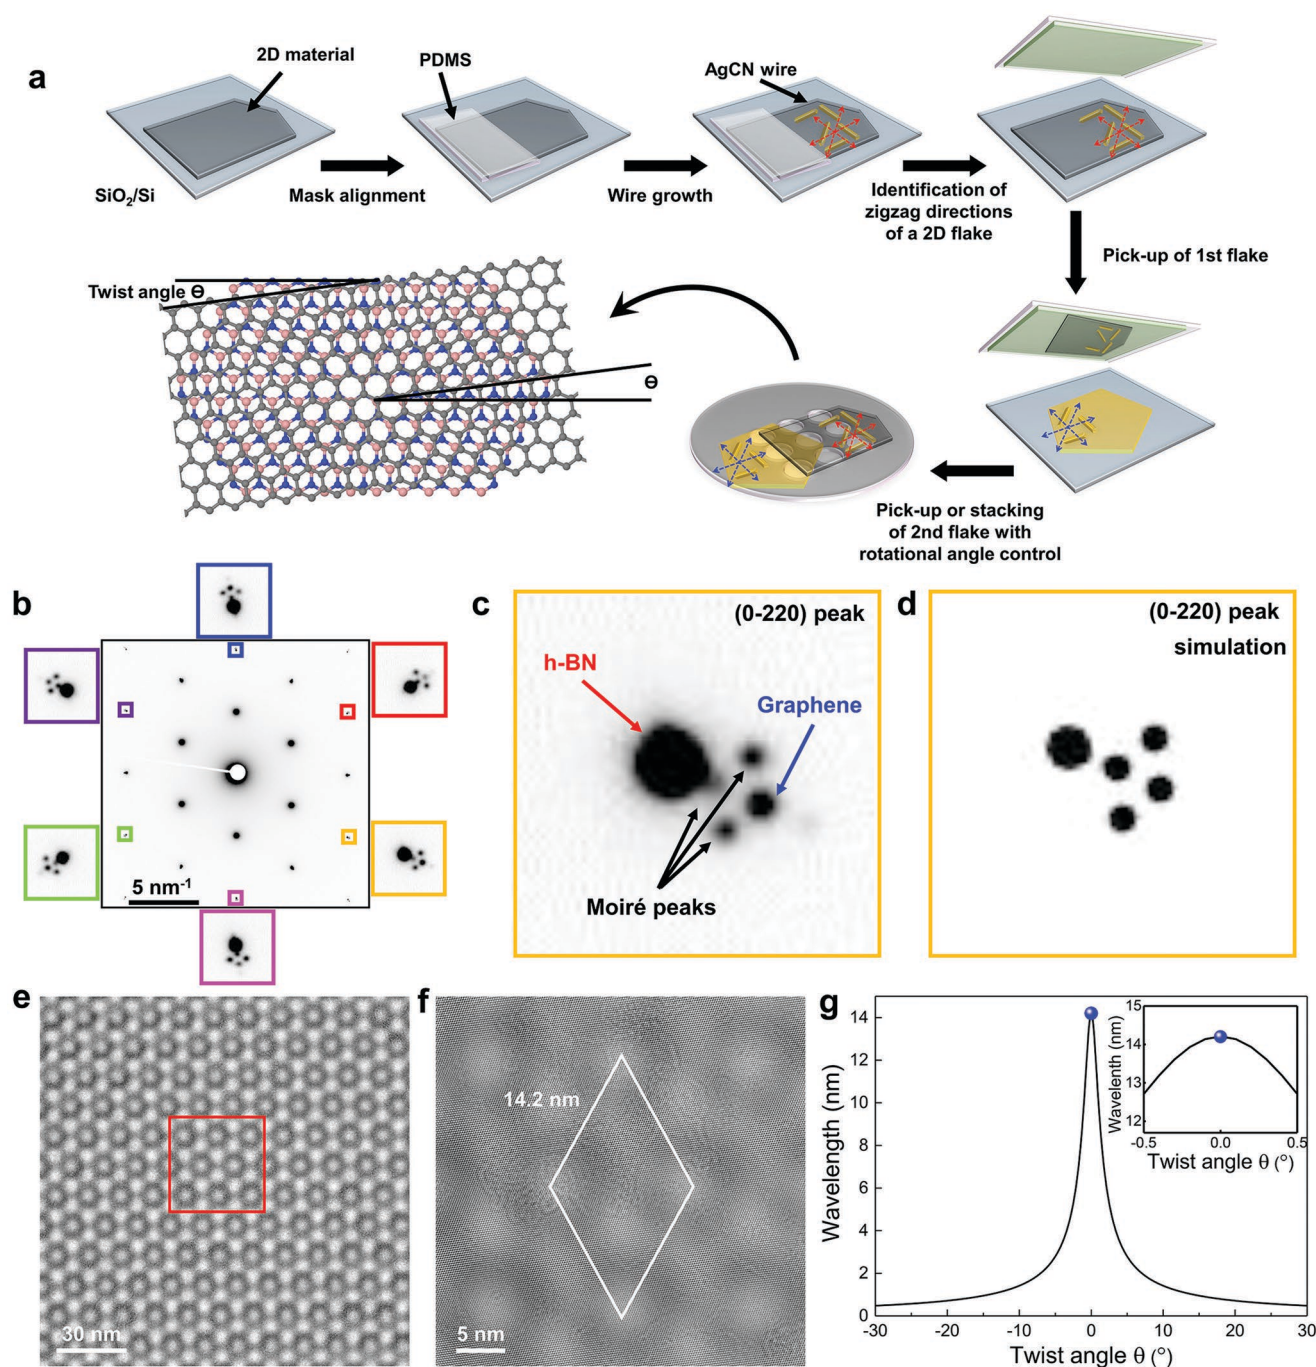 a
2D material
PDMS
AgCN wire
SiO2/Si
Mask alignment
Wire growth
Identification of
zigzag directions
of a 2D flake
Pick-up of 1st flake
Twist angle Θ
Θ
Pick-up or stacking
of 2nd flake with
rotational angle control
b
5 nm-1
c
(0-220) peak
h-BN
Graphene
Moiré peaks
d
(0-220) peak
simulation
e
30 nm
f
14.2 nm
5 nm
g
Wavelength (nm)
14
12
10
8
6
4
2
0
-30
-20
-10
0
10
20
30
Twist angle θ (°)
Wavelenth (nm)
15
14
13
12
-0.5
0.0
0.5
Twist angle θ (°)